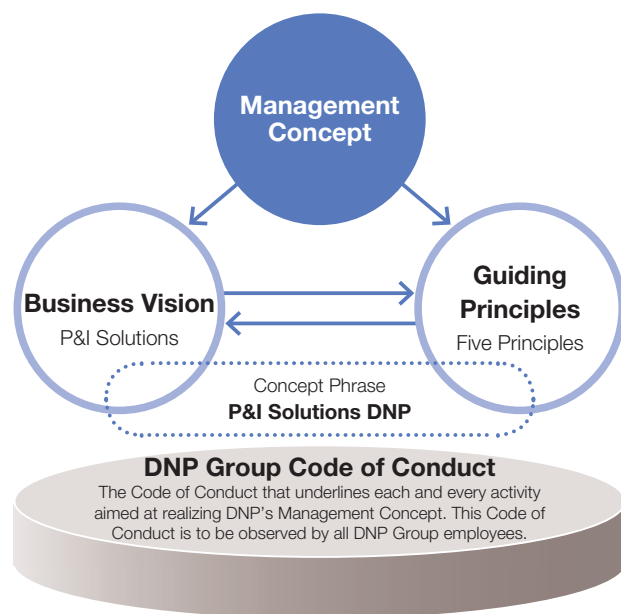 Management
Concept
Business Vision
P&I Solutions
Guiding
Principles
Five Principles
Concept Phrase
P&I Solutions DNP
DNP Group Code of Conduct
The Code of Conduct that underlines each and every activity
aimed at realizing DNP's Management Concept. This Code of
Conduct is to be observed by all DNP Group employees.